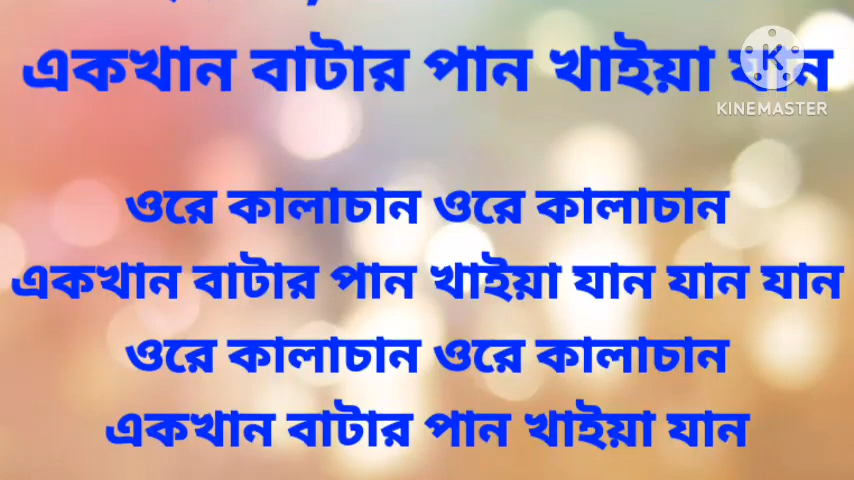 একখান বাটার পান খাইয়া যান
KINEMASTER
ওরে কালাচান ওরে কালাচান
একখান বাটার পান খাইয়া যান যান যান
ওরে কালাচান ওরে কালাচান
একখান বাটার পান খাইয়া যান